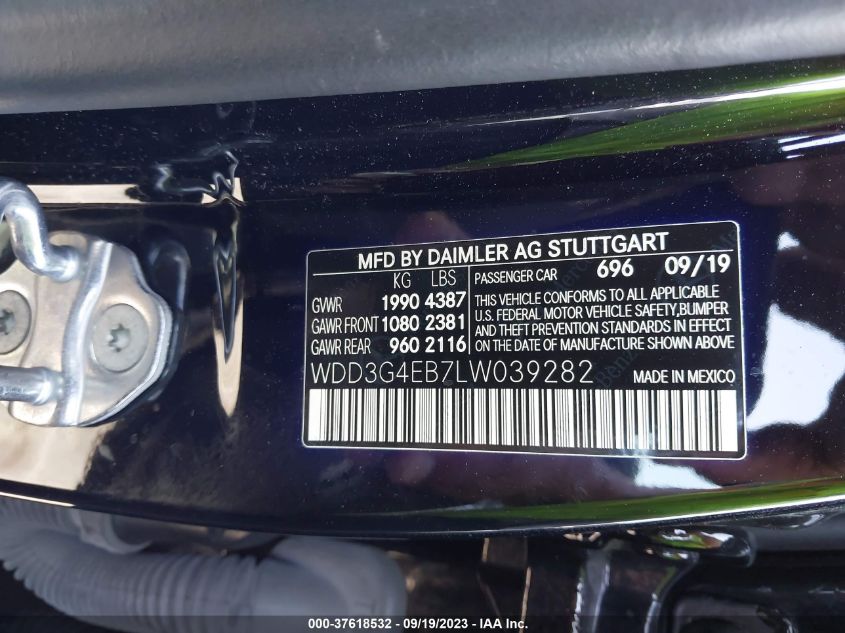 MFD BY DAIMLER AG STUTTGART
KG LBS
GVWR 1990 4387
GAWR FRONT 1080 2381
GAWR REAR 960 2116
PASSENGER CAR 696 09/19
THIS VEHICLE CONFORMS TO ALL APPLICABLE
U.S. FEDERAL MOTOR VEHICLE SAFETY,BUMPER
AND THEFT PREVENTION STANDARDS IN EFFECT
ON THE DATE OF MANUFACTURE SHOWN ABOVE
WDD3G4EB7LW039282 MADE IN MEXICO
000-37618532 - 09/19/2023 - IAA Inc.